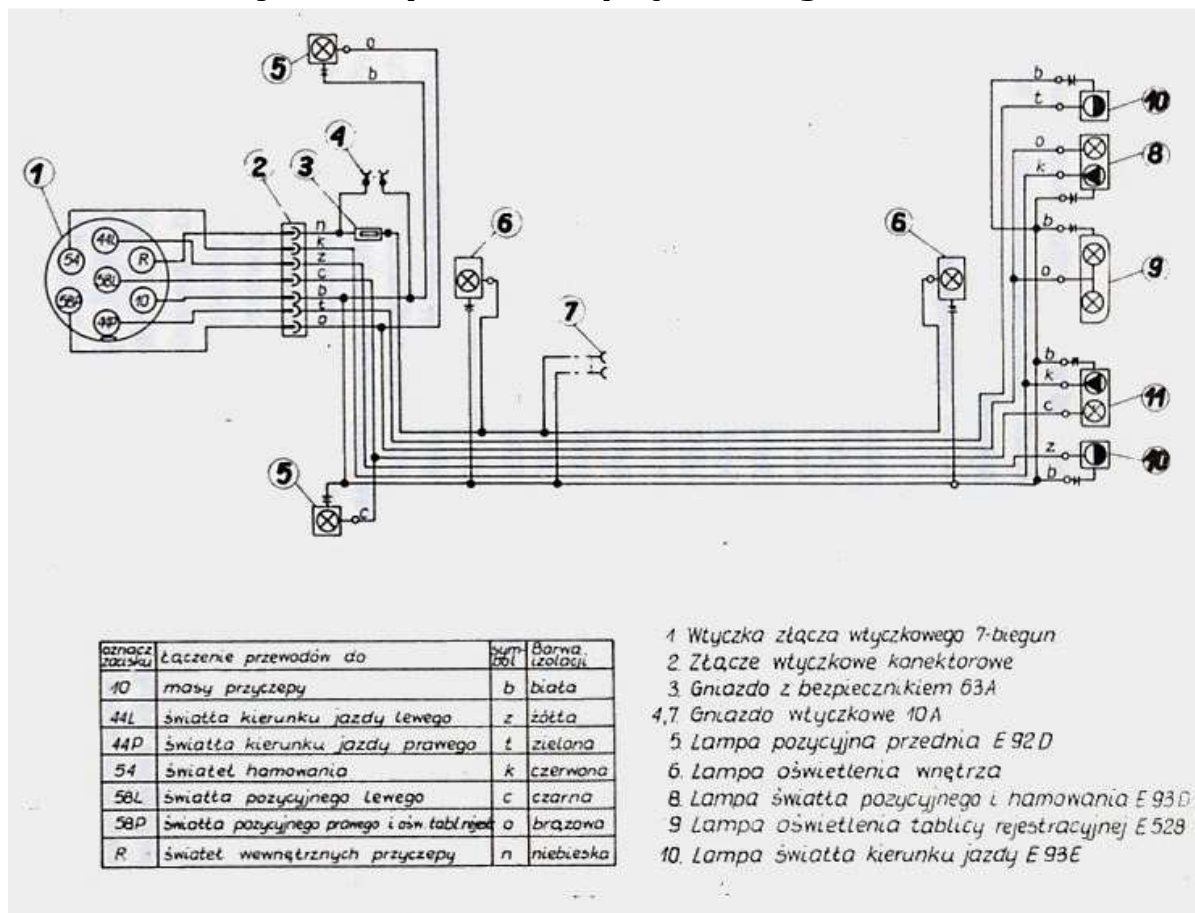 5
o
b
4
3
2
1
n
k
z
c
b
t
o
44L
54
R
58L
58P
10
44P
6
6
7
5
c
b
t
10
o
k
8
b
o
9
b
k
c
11
z
b
10
oznacz. zacisku Łączenie przewodów do sym-bol Barwa izolacji
10 masy przyczepy b biała
44L światła kierunku jazdy lewego z żółta
44P światła kierunku jazdy prawego t zielona
54 świateł hamowania k czerwona
58L światła pozycyjnego lewego c czarna
58P światła pozycyjnego prawego i ośw. tabl. rejestr. o brązowa
R świateł wewnętrznych przyczepy n niebieska
1 Wtyczka złącza wtyczkowego 7-biegun
2 Złącze wtyczkowe konektorowe
3. Gniazdo z bezpiecznikiem 63A
4,7. Gniazdo wtyczkowe 10A
5. Lampa pozycyjna przednia E 92 D
6. Lampa oświetlenia wnętrza
8. Lampa światła pozycyjnego i hamowania E 93 D
9 Lampa oświetlenia tablicy rejestracyjnej E 528
10. Lampa światła kierunku jazdy E 93E